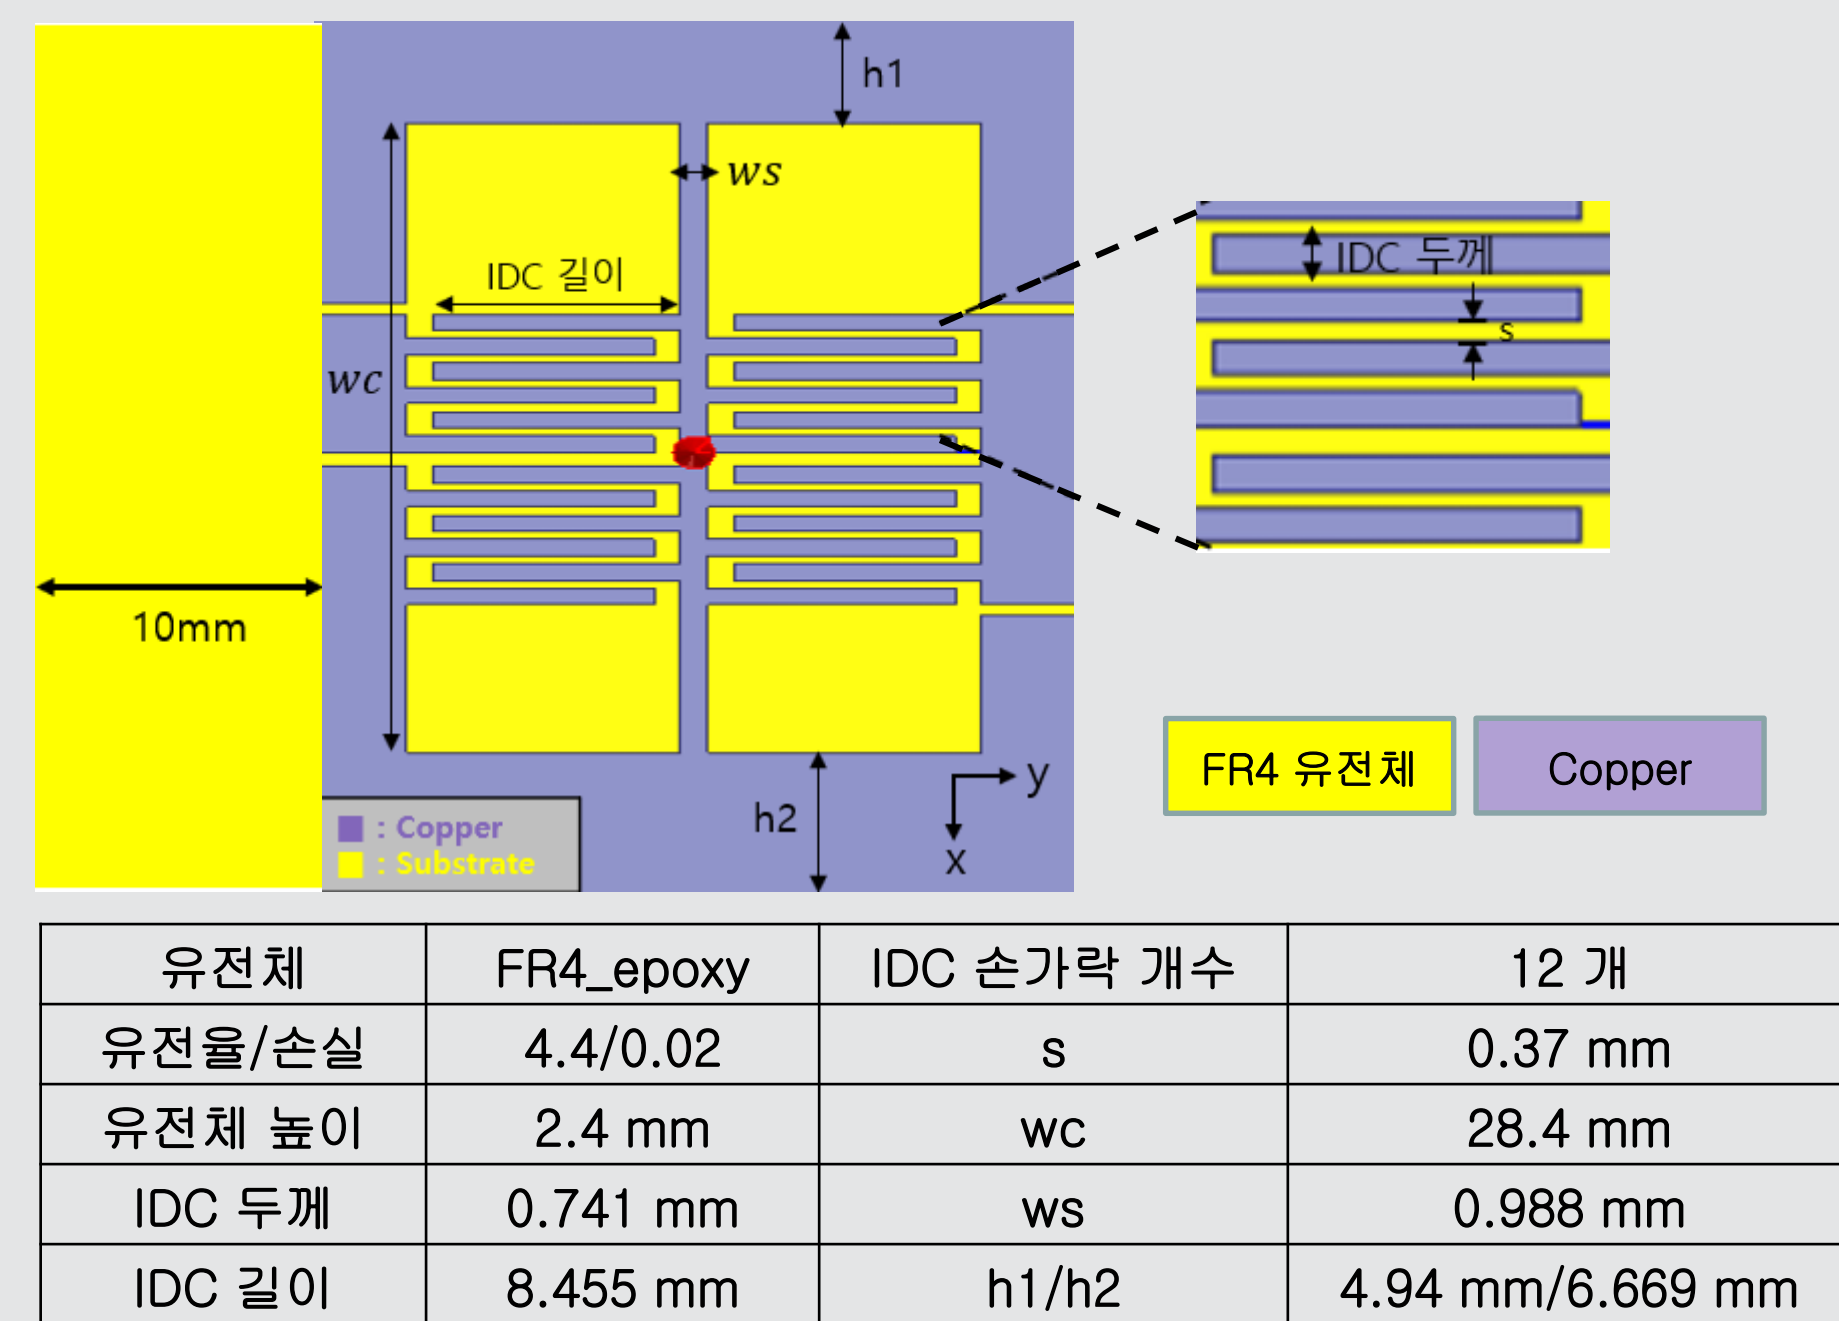 h1
ws
IDC 길이
IDC 두께
s
wc
10mm
y
h2
x
: Copper
: Substrate
FR4 유전체
Copper
유전체 FR4_epoxy IDC 손가락 개수 12 개
유전율/손실 4.4/0.02 s 0.37 mm
유전체 높이 2.4 mm wc 28.4 mm
IDC 두께 0.741 mm ws 0.988 mm
IDC 길이 8.455 mm h1/h2 4.94 mm/6.669 mm